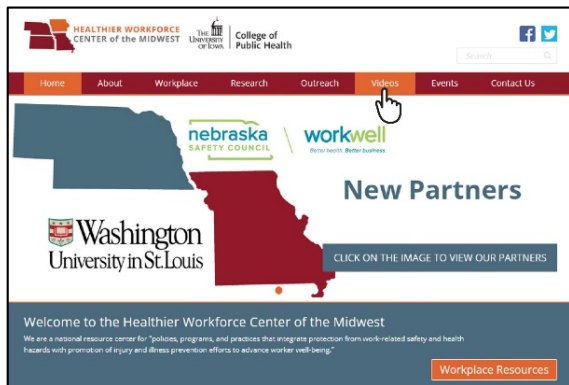 HEALTHIER WORKFORCE
CENTER of the MIDWEST
THE UNIVERSITY OF IOWA
College of
Public Health
Search
Home About Workplace Research Outreach Videos Events Contact Us
nebraska
SAFETY COUNCIL
workwell
Better health. Better business.
New Partners
Washington
University in St.Louis
CLICK ON THE IMAGE TO VIEW OUR PARTNERS
Welcome to the Healthier Workforce Center of the Midwest
We are a national resource center for "policies, programs, and practices that integrate protection from work-related safety and health
hazards with promotion of injury and illness prevention efforts to advance worker well-being."
Workplace Resources